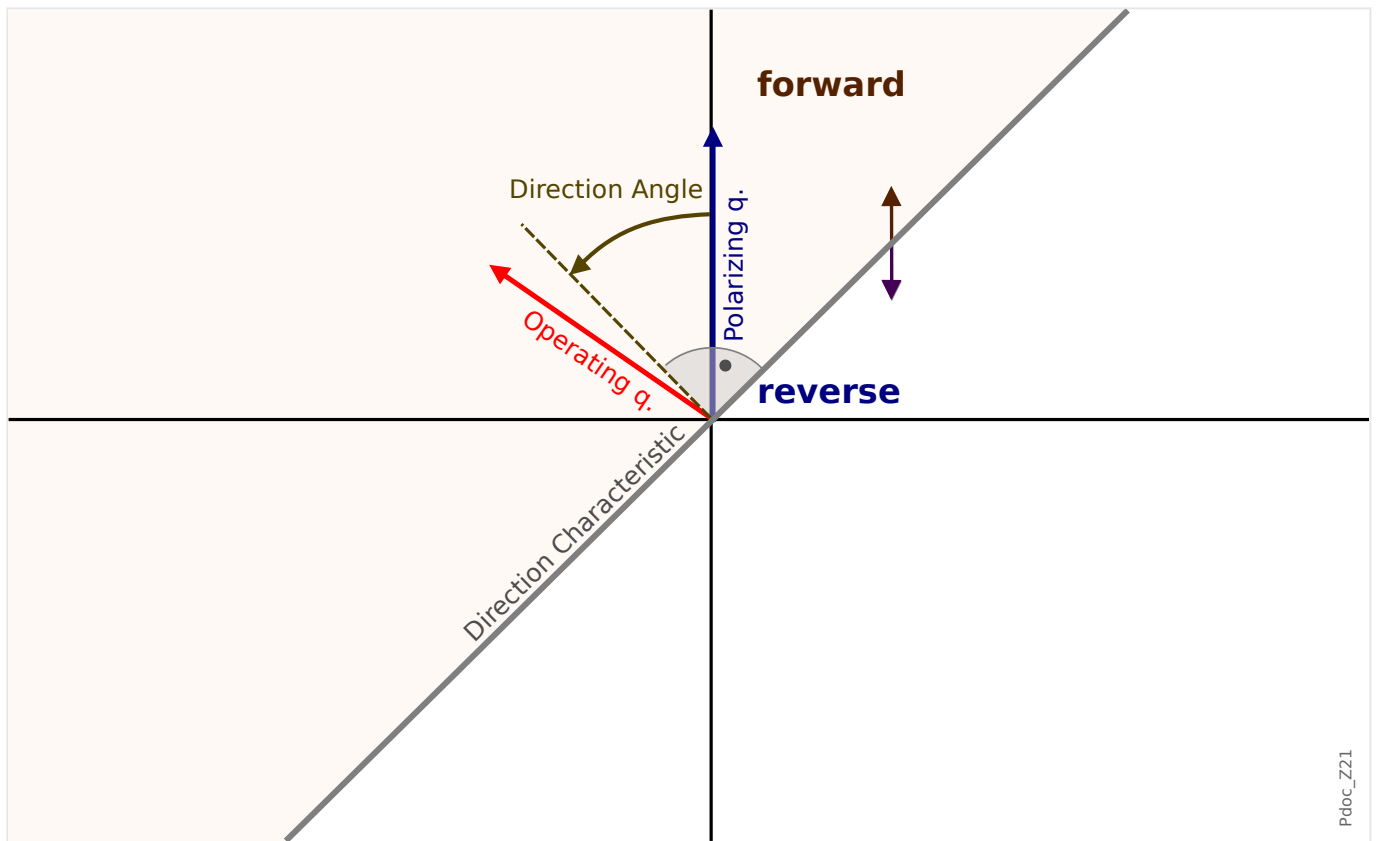 forward
Direction Angle
Polarizing q.
Operating q.
reverse
Direction Characteristic
Pdoc_Z21